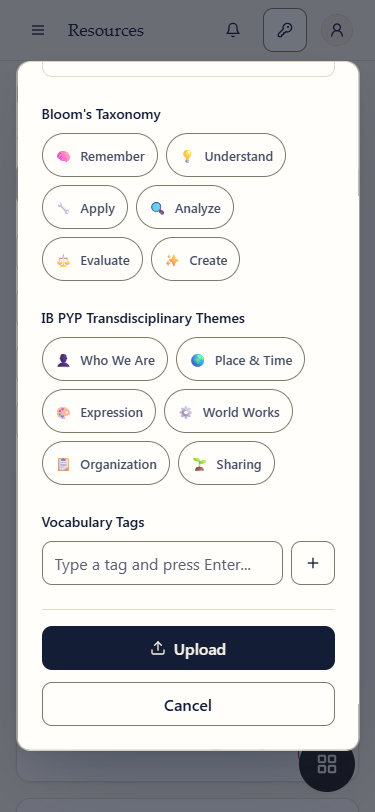 Resources
Bloom's Taxonomy
Remember Understand
Apply Analyze
Evaluate Create
IB PYP Transdisciplinary Themes
Who We Are Place & Time
Expression World Works
Organization Sharing
Vocabulary Tags
Type a tag and press Enter...
Upload
Cancel